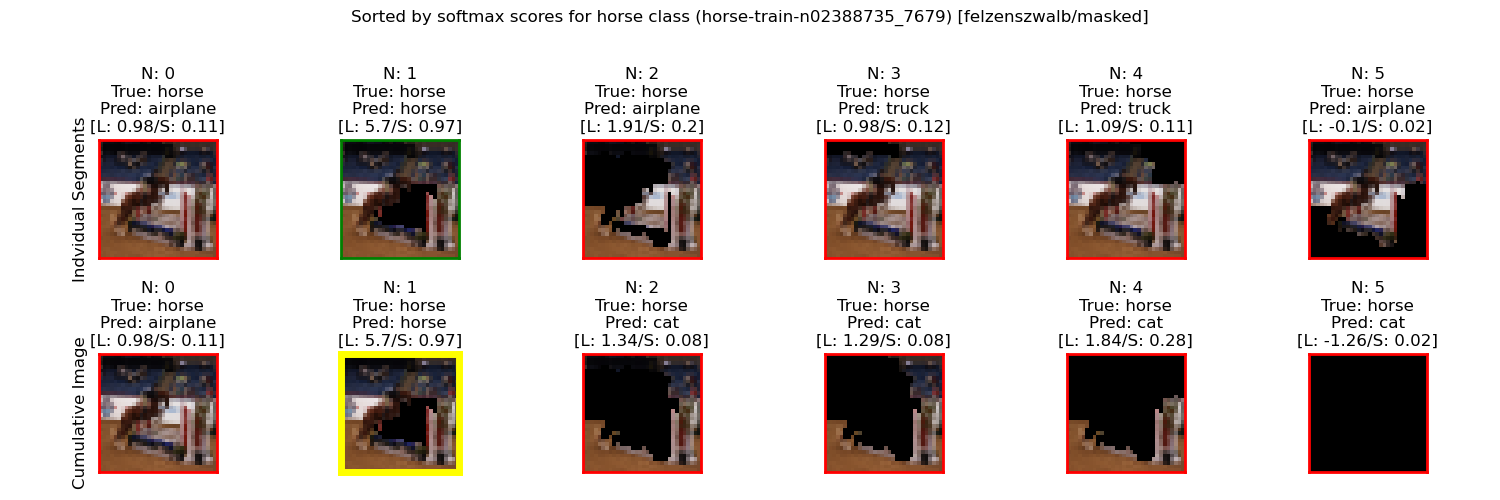 Sorted by softmax scores for horse class (horse-train-n02388735_7679) [felzenszwalb/masked]
Indvidual Segments
N: 0
True: horse
Pred: airplane
[L: 0.98/S: 0.11]
N: 1
True: horse
Pred: horse
[L: 5.7/S: 0.97]
N: 2
True: horse
Pred: airplane
[L: 1.91/S: 0.2]
N: 3
True: horse
Pred: truck
[L: 0.98/S: 0.12]
N: 4
True: horse
Pred: truck
[L: 1.09/S: 0.11]
N: 5
True: horse
Pred: airplane
[L: -0.1/S: 0.02]
Cumulative Image
N: 0
True: horse
Pred: airplane
[L: 0.98/S: 0.11]
N: 1
True: horse
Pred: horse
[L: 5.7/S: 0.97]
N: 2
True: horse
Pred: cat
[L: 1.34/S: 0.08]
N: 3
True: horse
Pred: cat
[L: 1.29/S: 0.08]
N: 4
True: horse
Pred: cat
[L: 1.84/S: 0.28]
N: 5
True: horse
Pred: cat
[L: -1.26/S: 0.02]